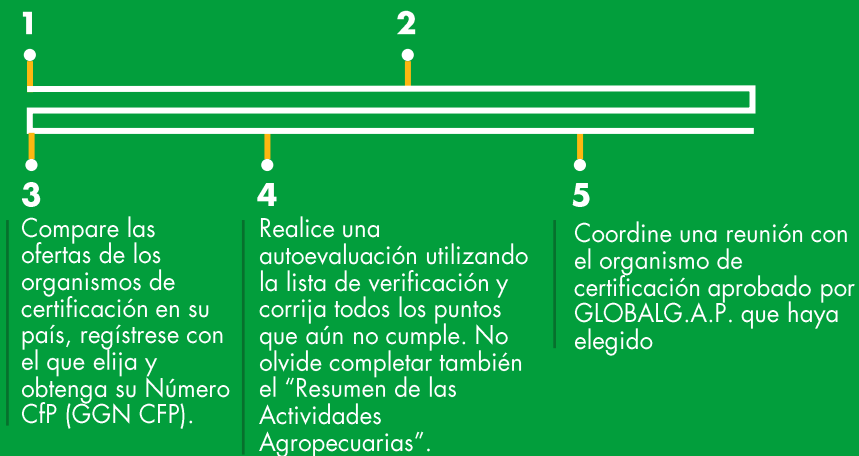 1
2
3
Compare las
ofertas de los
organismos de
certificación en su
país, regístrese con
el que elija y
obtenga su Número
CfP (GGN CFP).
4
Realice una
autoevaluación utilizando
la lista de verificación y
corrija todos los puntos
que aún no cumple. No
olvide completar también
el “Resumen de las
Actividades
Agropecuarias”.
5
Coordine una reunión con
el organismo de
certificación aprobado por
GLOBALG.A.P. que haya
elegido